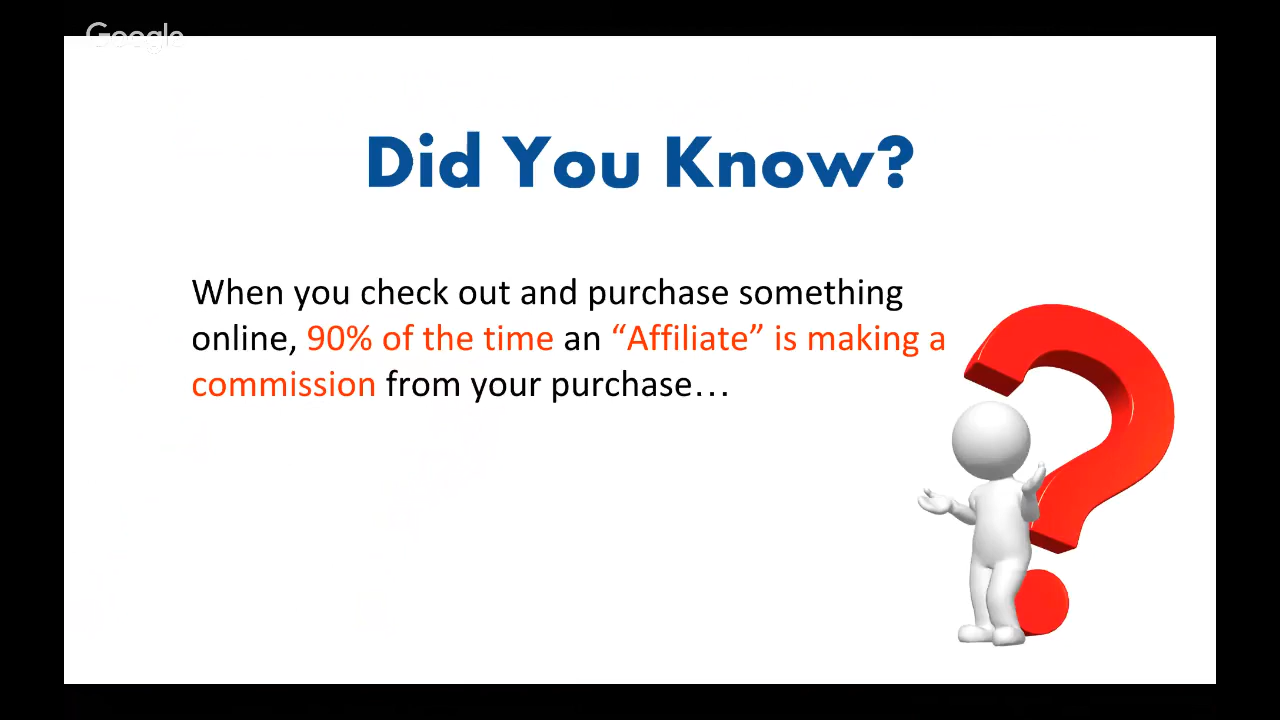 Google
Did You Know?
When you check out and purchase something
online, 90% of the time an “Affiliate” is making a
commission from your purchase…